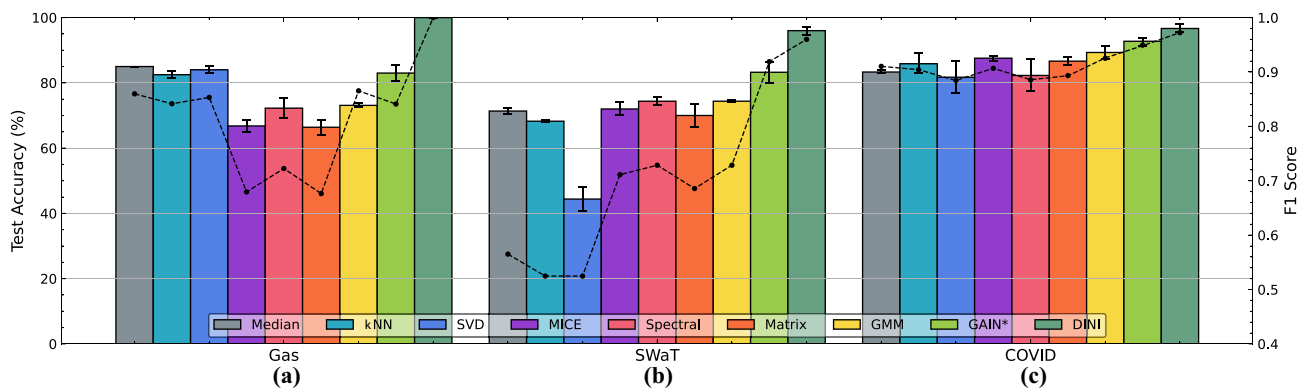 Test Accuracy (%)
100
80
60
40
20
0
1.0
0.9
0.8
0.7
0.6
0.5
0.4
F1 Score
Median kNN SVD MICE Spectral Matrix GMM GAIN* DINI
Gas SWaT COVID
(a) (b) (c)